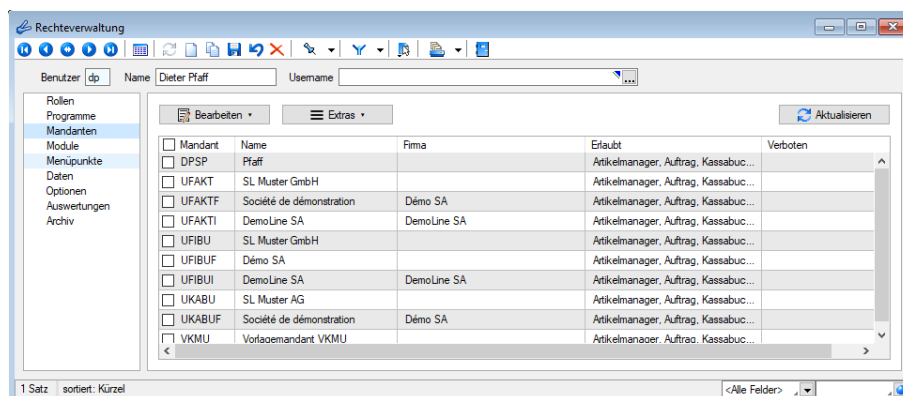 Rechteverwaltung
Benutzer dp Name Dieter Pfaff Username ...
Rollen
Programme
Mandanten
Module
Menüpunkte
Daten
Optionen
Auswertungen
Archiv
Bearbeiten Extras Aktualisieren
Mandant Name Firma Erlaubt Verboten
DPSP Pfaff Artikelmanager, Auftrag, Kassabuc...
UFAKT SL Muster GmbH Artikelmanager, Auftrag, Kassabuc...
UFAKTF Société de démonstration Démo SA Artikelmanager, Auftrag, Kassabuc...
UFAKTI DemoLine SA DemoLine SA Artikelmanager, Auftrag, Kassabuc...
UFIBU SL Muster GmbH Artikelmanager, Auftrag, Kassabuc...
UFIBUF Démo SA Artikelmanager, Auftrag, Kassabuc...
UFIBUI DemoLine SA DemoLine SA Artikelmanager, Auftrag, Kassabuc...
UKABU SL Muster AG Artikelmanager, Auftrag, Kassabuc...
UKABUF Société de démonstration Démo SA Artikelmanager, Auftrag, Kassabuc...
VKMU Vorlagemandant VKMU Artikelmanager, Auftrag, Kassabuc...
1 Satz sortiert: Kürzel <Alle Felder>